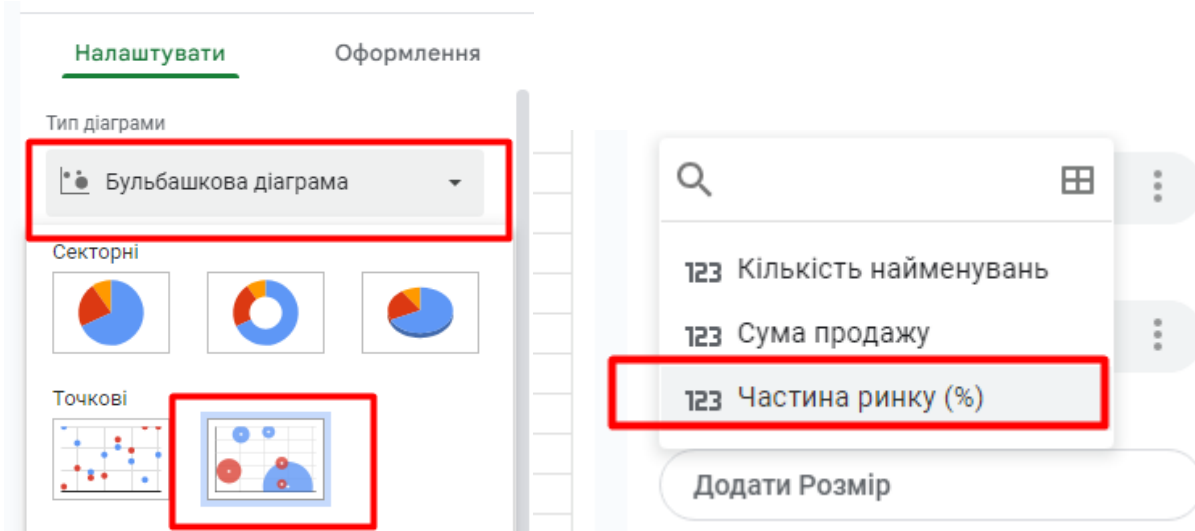 Налаштувати
Оформлення
Тип діаграми
Бульбашкова діаграма
Секторні
Точкові
123 Кількість найменувань
123 Сума продажу
123 Частина ринку (%)
Додати Розмір